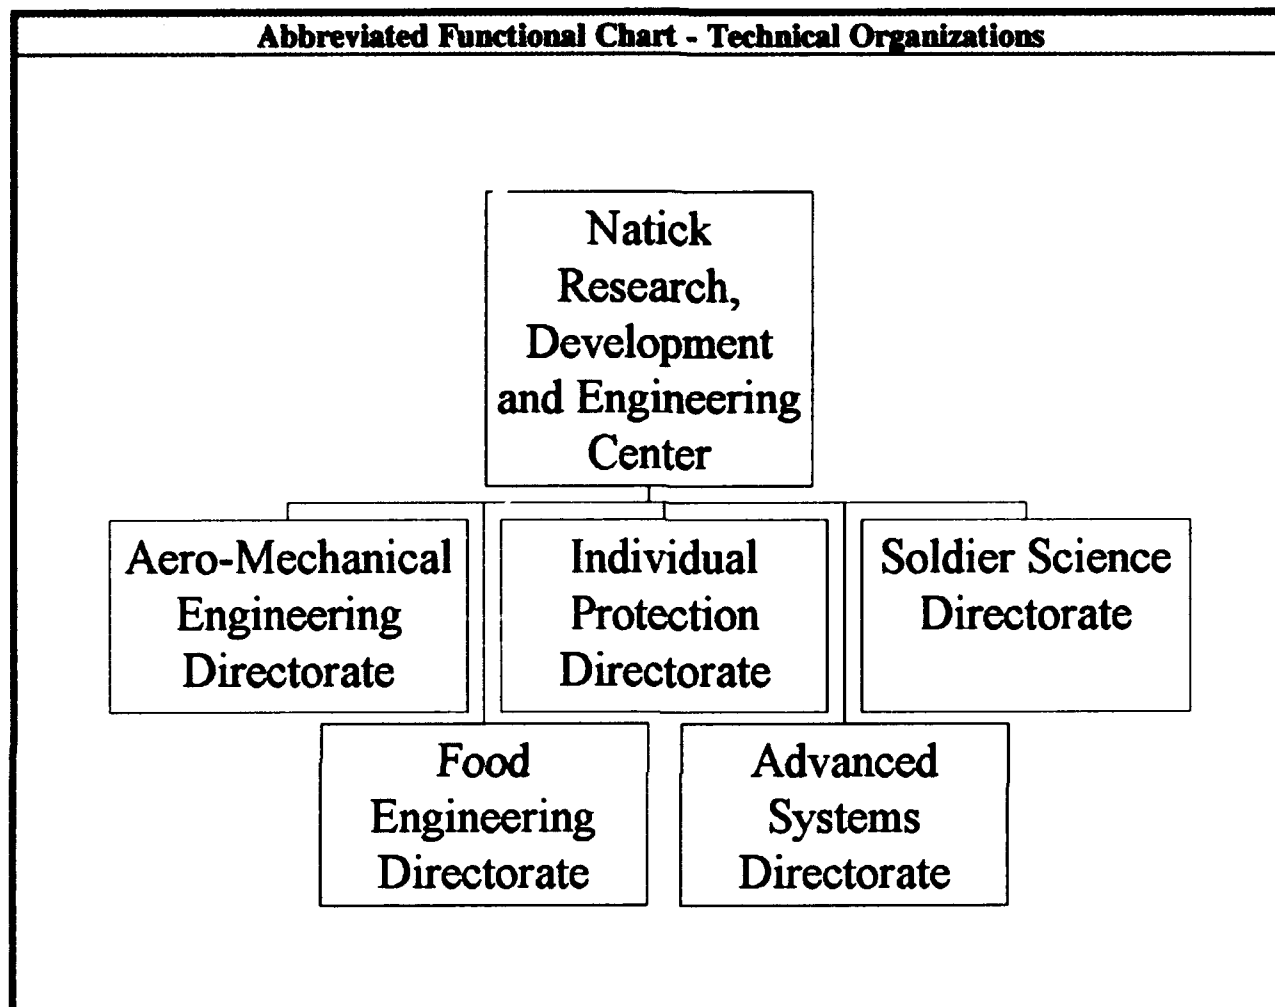 Abbreviated Functional Chart - Technical Organizations
Natick
Research,
Development
and Engineering
Center
Aero-Mechanical
Engineering
Directorate
Individual
Protection
Directorate
Soldier Science
Directorate
Food
Engineering
Directorate
Advanced
Systems
Directorate